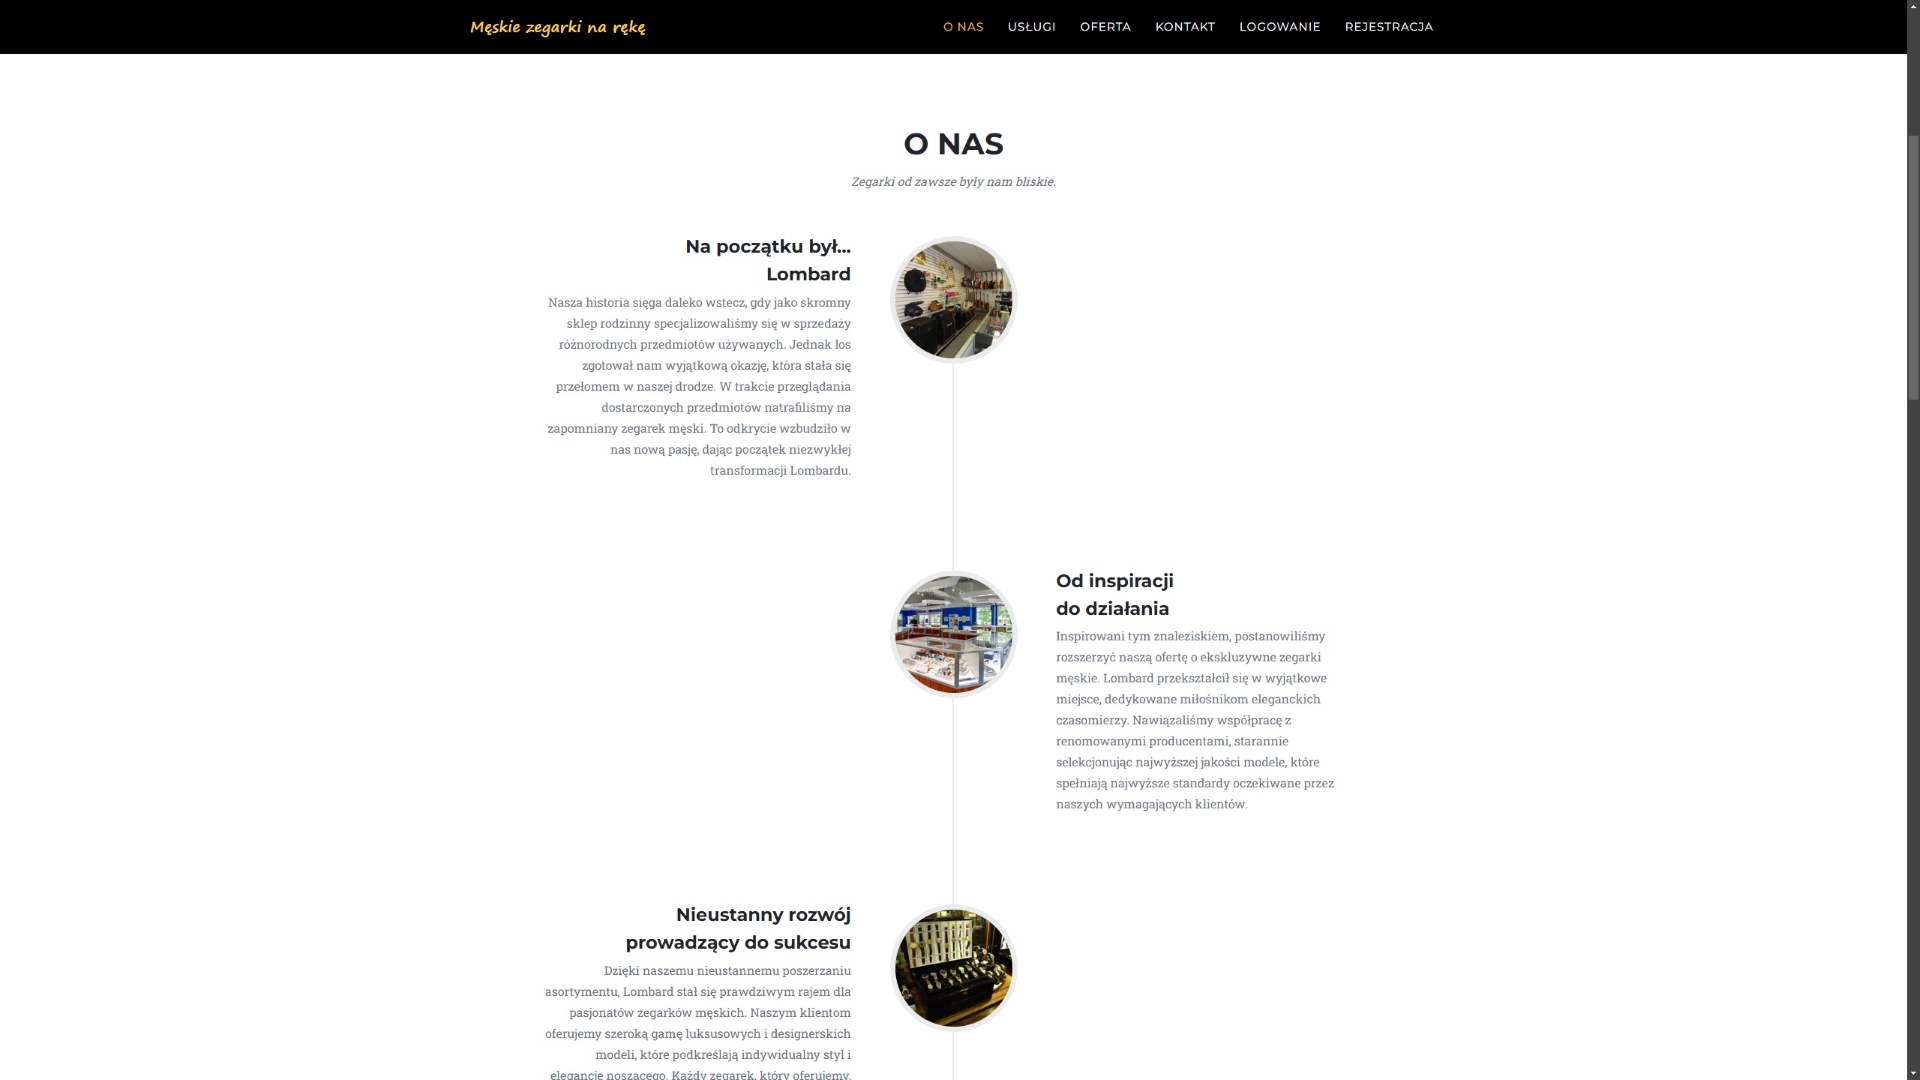 Męskie zegarki na rękę
O NAS USŁUGI OFERTA KONTAKT LOGOWANIE REJESTRACJA
O NAS
Zegarki od zawsze były nam bliskie.
Na początku był...
Lombard
Nasza historia sięga daleko wstecz, gdy jako skromny
sklep rodzinny specjalizowaliśmy się w sprzedaży
różnorodnych przedmiotów używanych. Jednak los
zgotował nam wyjątkową okazję, która stała się
przełomem w naszej drodze. W trakcie przeglądania
dostarczonych przedmiotów natrafiliśmy na
zapomniany zegarek męski. To odkrycie wzbudziło w
nas nową pasję, dając początek niezwykłej
transformacji Lombardu.
Od inspiracji
do działania
Inspirowani tym znaleziskiem, postanowiliśmy
rozszerzyć naszą ofertę o ekskluzywne zegarki
męskie. Lombard przekształcił się w wyjątkowe
miejsce, dedykowane miłośnikom eleganckich
czasomierzy. Nawiązaliśmy współpracę z
renomowanymi producentami, starannie
selekcjonując najwyższej jakości modele, które
spełniają najwyższe standardy oczekiwane przez
naszych wymagających klientów.
Nieustanny rozwój
prowadzący do sukcesu
Dzięki naszemu nieustannemu poszerzaniu
asortymentu, Lombard stał się prawdziwym rajem dla
pasjonatów zegarków męskich. Naszym klientom
oferujemy szeroką gamę luksusowych i designerskich
modeli, które podkreślają indywidualny styl i
elegancję noszącego. Każdy zegarek, który oferujemy,